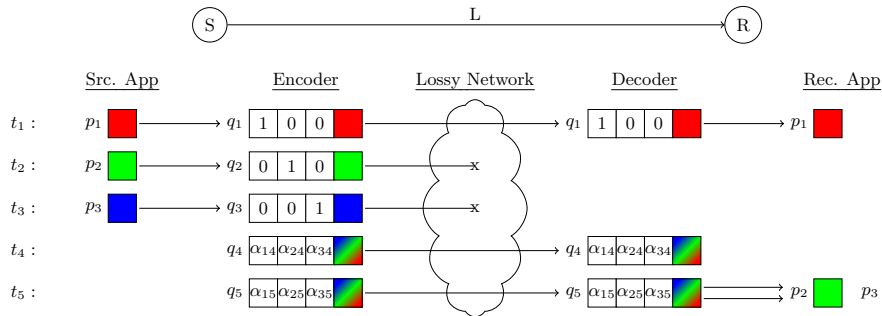 S L R
Src. App Encoder Lossy Network Decoder Rec. App
t₁ : p₁ q₁ 1 0 0 q₁ 1 0 0 p₁
t₂ : p₂ q₂ 0 1 0 x
t₃ : p₃ q₃ 0 0 1 x
t₄ : q₄ α₁₄ α₂₄ α₃₄ q₄ α₁₄ α₂₄ α₃₄
t₅ : q₅ α₁₅ α₂₅ α₃₅ q₅ α₁₅ α₂₅ α₃₅ p₂ p₃